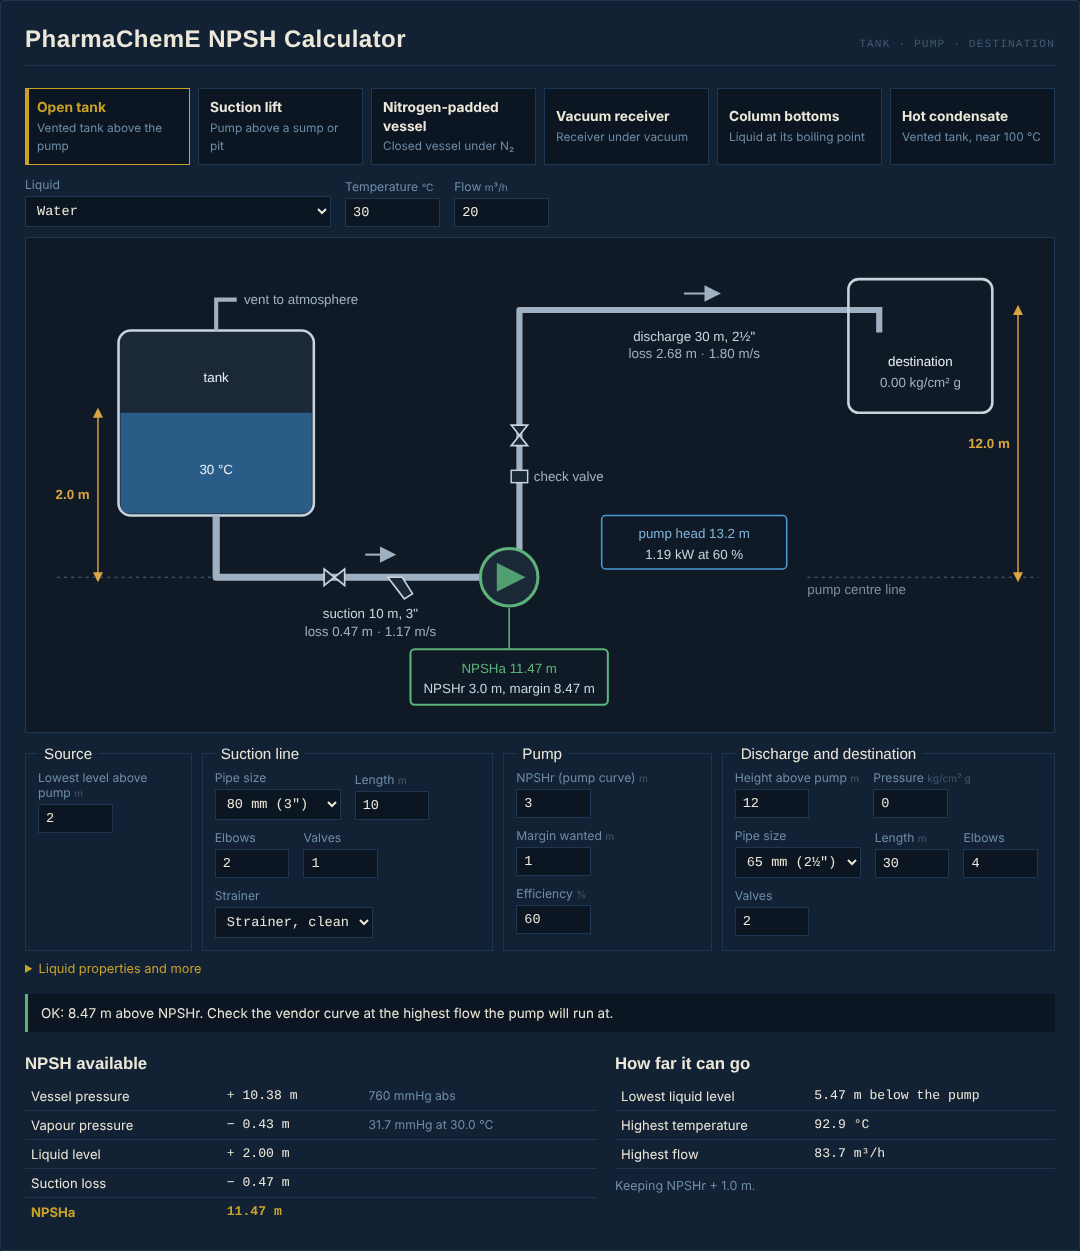 PharmaChemE NPSH Calculator
TANK · PUMP · DESTINATION
Open tank
Vented tank above the
pump
Suction lift
Pump above a sump or
pit
Nitrogen-padded
vessel
Closed vessel under N₂
Vacuum receiver
Receiver under vacuum
Column bottoms
Liquid at its boiling point
Hot condensate
Vented tank, near 100 °C
Liquid
Water
Temperature °C
30
Flow m³/h
20
vent to atmosphere
tank
30 °C
2.0 m
discharge 30 m, 2½"
loss 2.68 m · 1.80 m/s
destination
0.00 kg/cm² g
12.0 m
check valve
pump head 13.2 m
1.19 kW at 60 %
pump centre line
suction 10 m, 3"
loss 0.47 m · 1.17 m/s
NPSHa 11.47 m
NPSHr 3.0 m, margin 8.47 m
Source
Lowest level above
pump m
2
Suction line
Pipe size
80 mm (3")
Length m
10
Elbows
2
Valves
1
Strainer
Strainer, clean
Pump
NPSHr (pump curve) m
3
Margin wanted m
1
Efficiency %
60
Discharge and destination
Height above pump m
12
Pressure kg/cm² g
0
Pipe size
65 mm (2½")
Length m
30
Elbows
4
Valves
2
▶ Liquid properties and more
OK: 8.47 m above NPSHr. Check the vendor curve at the highest flow the pump will run at.
NPSH available
Vessel pressure + 10.38 m 760 mmHg abs
Vapour pressure − 0.43 m 31.7 mmHg at 30.0 °C
Liquid level + 2.00 m
Suction loss − 0.47 m
NPSHa 11.47 m
How far it can go
Lowest liquid level 5.47 m below the pump
Highest temperature 92.9 °C
Highest flow 83.7 m³/h
Keeping NPSHr + 1.0 m.